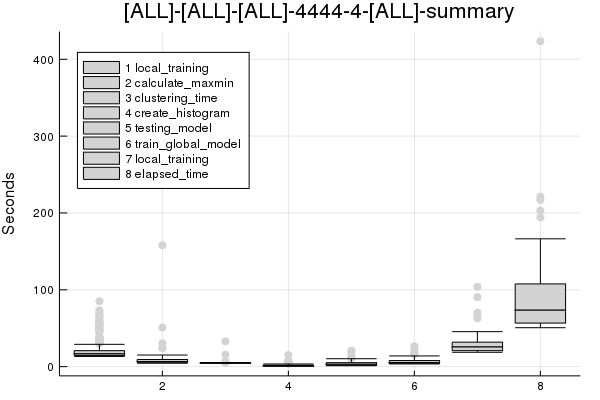 [ALL]-[ALL]-[ALL]-4444-4-[ALL]-summary
400
300
200
100
0
Seconds
1 local_training
2 calculate_maxmin
3 clustering_time
4 create_histogram
5 testing_model
6 train_global_model
7 local_training
8 elapsed_time
2 4 6 8